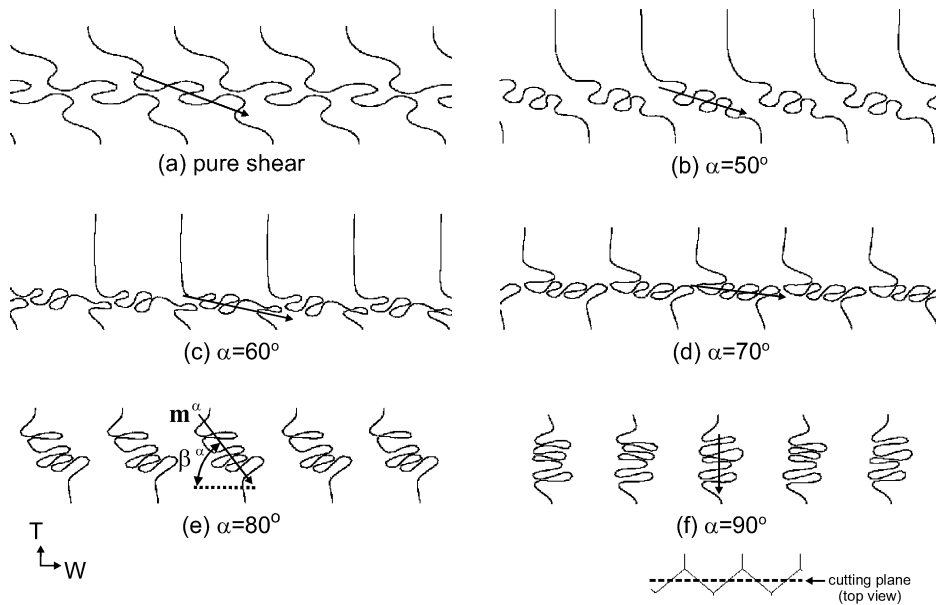 (a) pure shear
(b) α=50°
(c) α=60°
(d) α=70°
m^α
β^α
(e) α=80°
(f) α=90°
T
W
cutting plane
(top view)